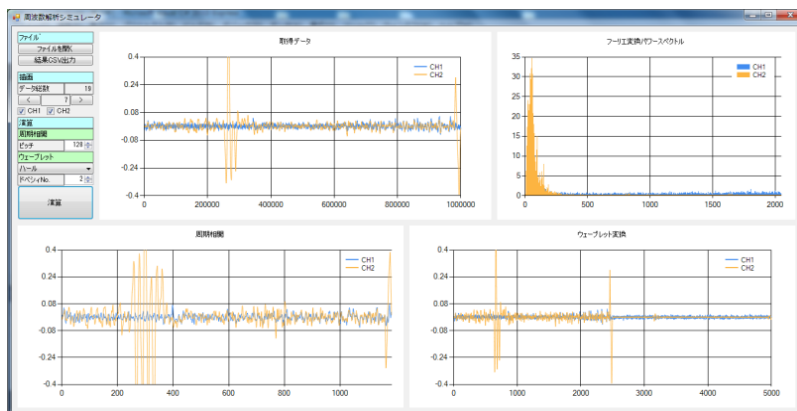 周波数解析シミュレータ
ファイル
ファイルを開く
結果CSV出力
描画
データ総数 18
< 7 >
CH1 CH2
演算
周期相関
ピッチ 128
ウェーブレット
ハール
ドベシィNo. 2
演算
取得データ
CH1
CH2
0.4
0.24
0.08
-0.08
-0.24
-0.4
0 200000 400000 600000 800000 1000000
フーリエ変換パワースペクトル
CH1
CH2
35
30
25
20
15
10
5
0
0 500 1000 1500 2000
周期相関
CH1
CH2
0.4
0.24
0.08
-0.08
-0.24
-0.4
0 200 400 600 800 1000
ウェーブレット変換
CH1
CH2
0.4
0.24
0.08
-0.08
-0.24
-0.4
0 1000 2000 3000 4000 5000